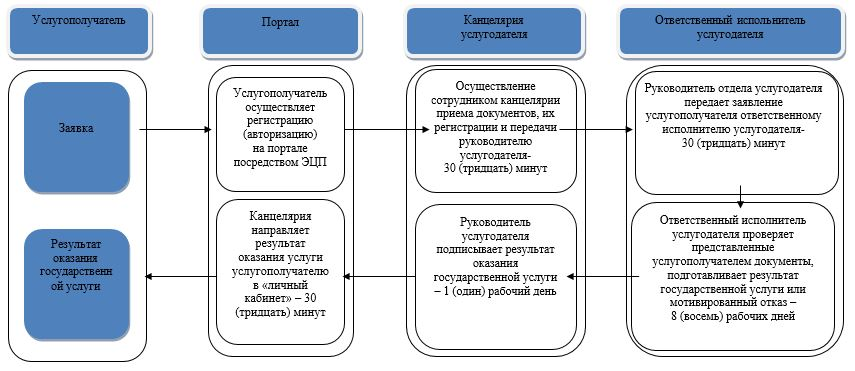 Услугополучатель
Портал
Канцелярия
услугодателя
Ответственный испольнитель
услугодателя
Заявка
Услугополучатель
осуществляет
регистрацию
(авторизацию)
на портале
посредством ЭЦП
Осуществление
сотрудником канцелярии
приема документов, их
регистрации и передачи
руководителю
услугодателя-
30 (тридцать) минут
Руководитель отдела услугодателя
передает заявление
услугополучателя ответственному
исполнителю услугодателя-
30 (тридцать) минут
Результат
оказания
государственн
ой услуги
Канцелярия
направляет
результат
оказания услуги
услугополучателю
в «личный
кабинет» – 30
(тридцать) минут
Руководитель
услугодателя
подписывает результат
оказания
государственной услуги
– 1 (один) рабочий день
Ответственный исполнитель
услугодателя проверяет
представленные
услугополучателем документы,
подготавливает результат
государственной услуги или
мотивированный отказ –
8 (восемь) рабочих дней